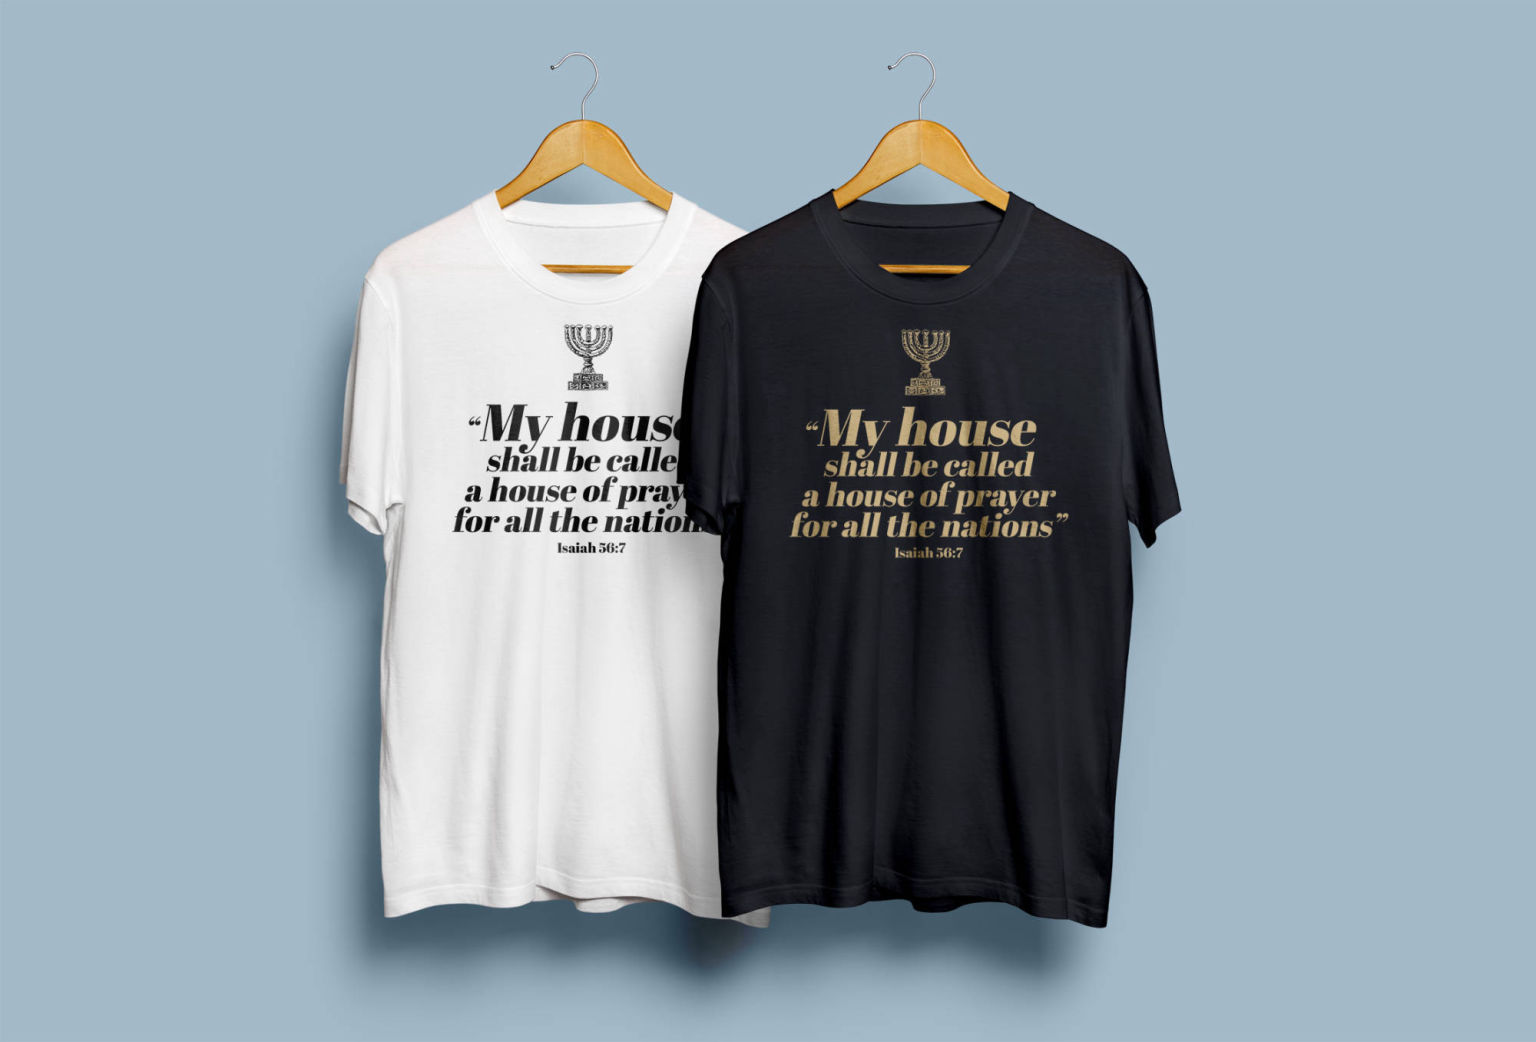 “My house
shall be
a house of
for all the
Isaiah 56:7
“My house
shall be called
a house of prayer
for all the nations”
Isaiah 56:7